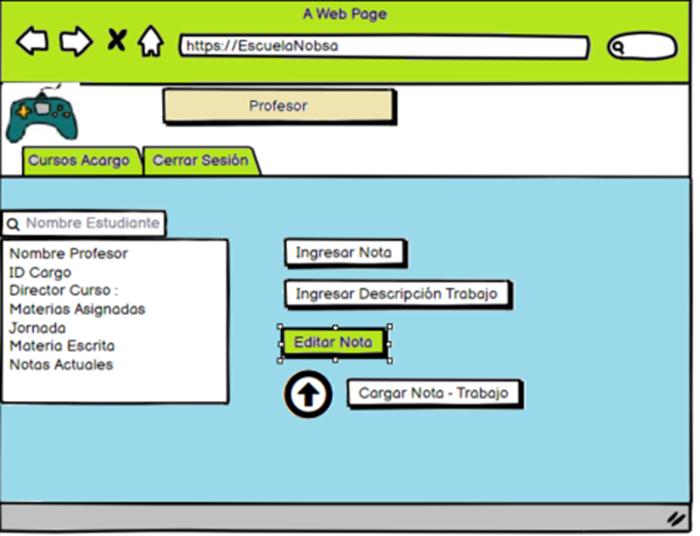 A Web Page
https://EscuelaNobsa
Profesor
Cursos Acargo
Cerrar Sesión
Nombre Estudiante
Nombre Profesor
ID Cargo
Director Curso :
Materias Asignadas
Jornada
Materia Escrita
Notas Actuales
Ingresar Nota
Ingresar Descripción Trabajo
Editar Nota
Cargar Nota - Trabajo